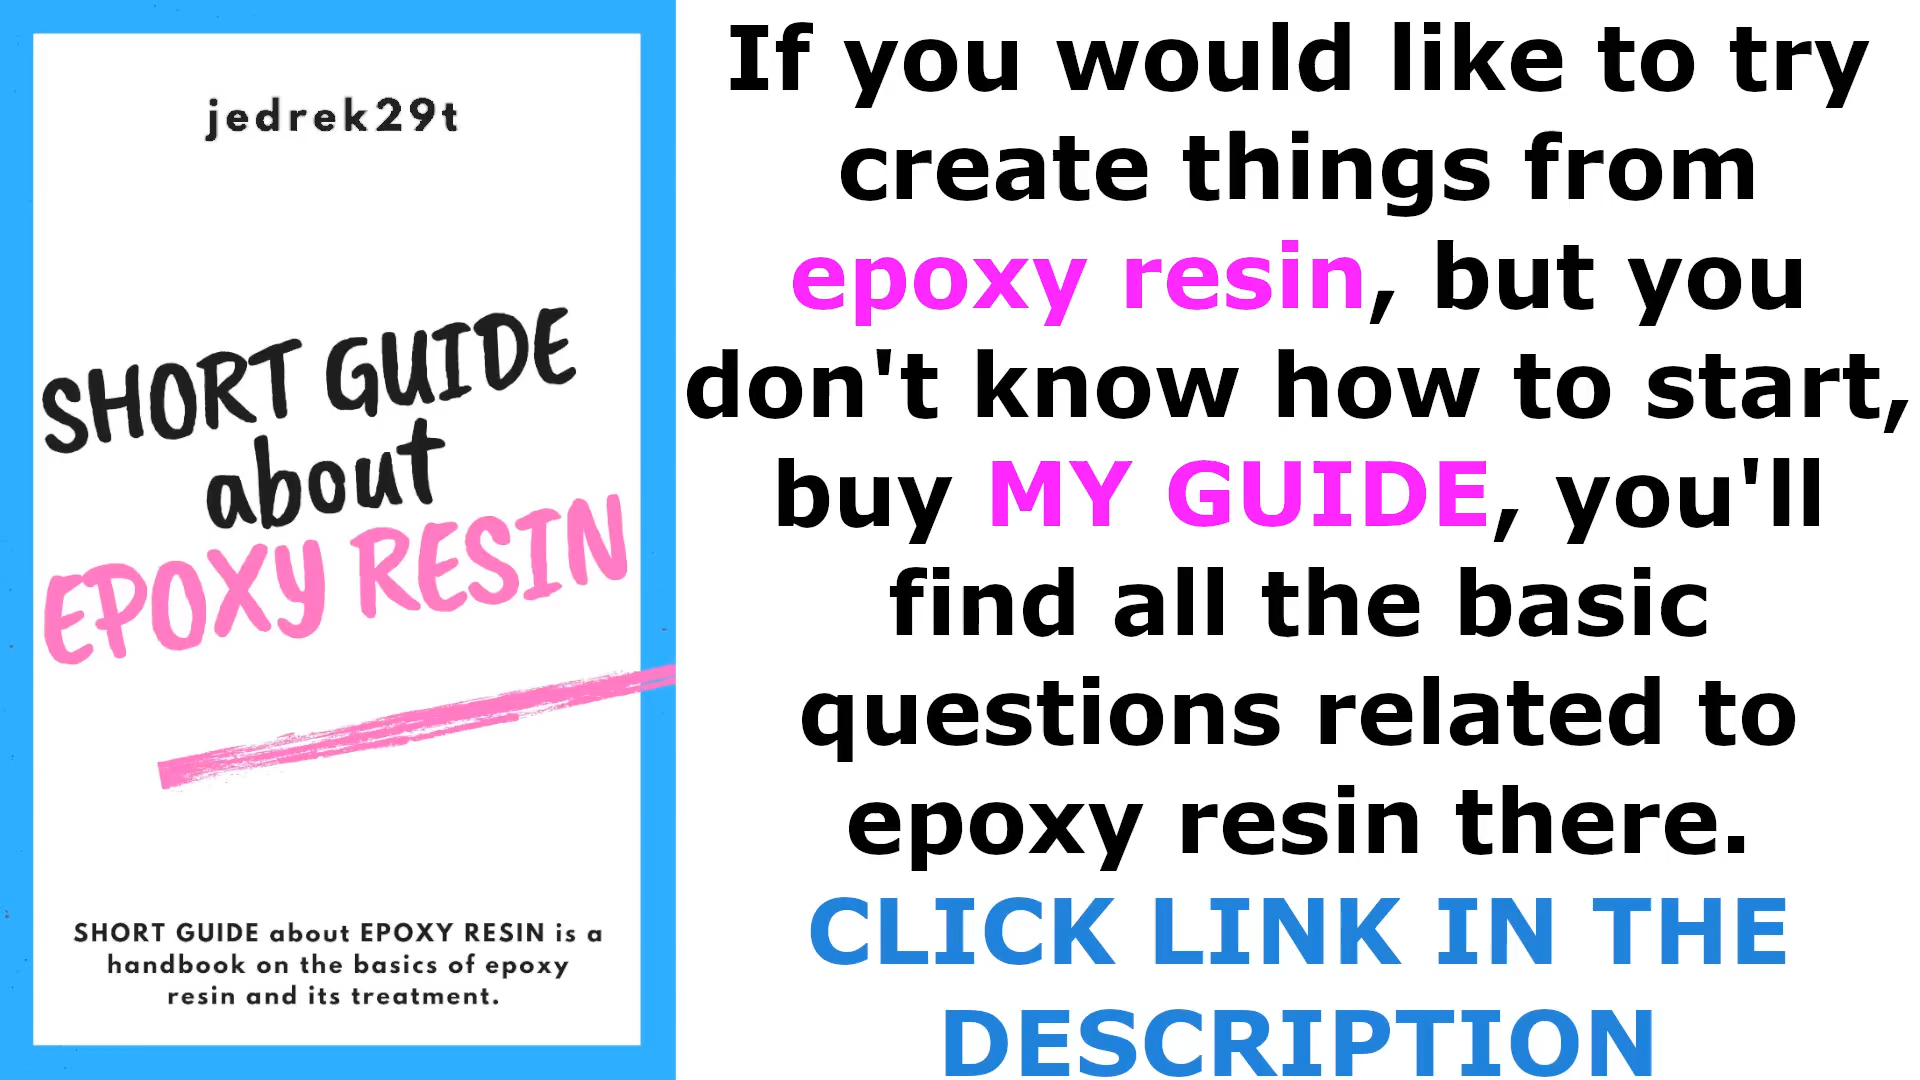 jedrek29t
SHORT GUIDE
about
EPOXY RESIN
SHORT GUIDE about EPOXY RESIN is a
handbook on the basics of epoxy
resin and its treatment.
If you would like to try
create things from
epoxy resin, but you
don't know how to start,
buy MY GUIDE, you'll
find all the basic
questions related to
epoxy resin there.
CLICK LINK IN THE
DESCRIPTION